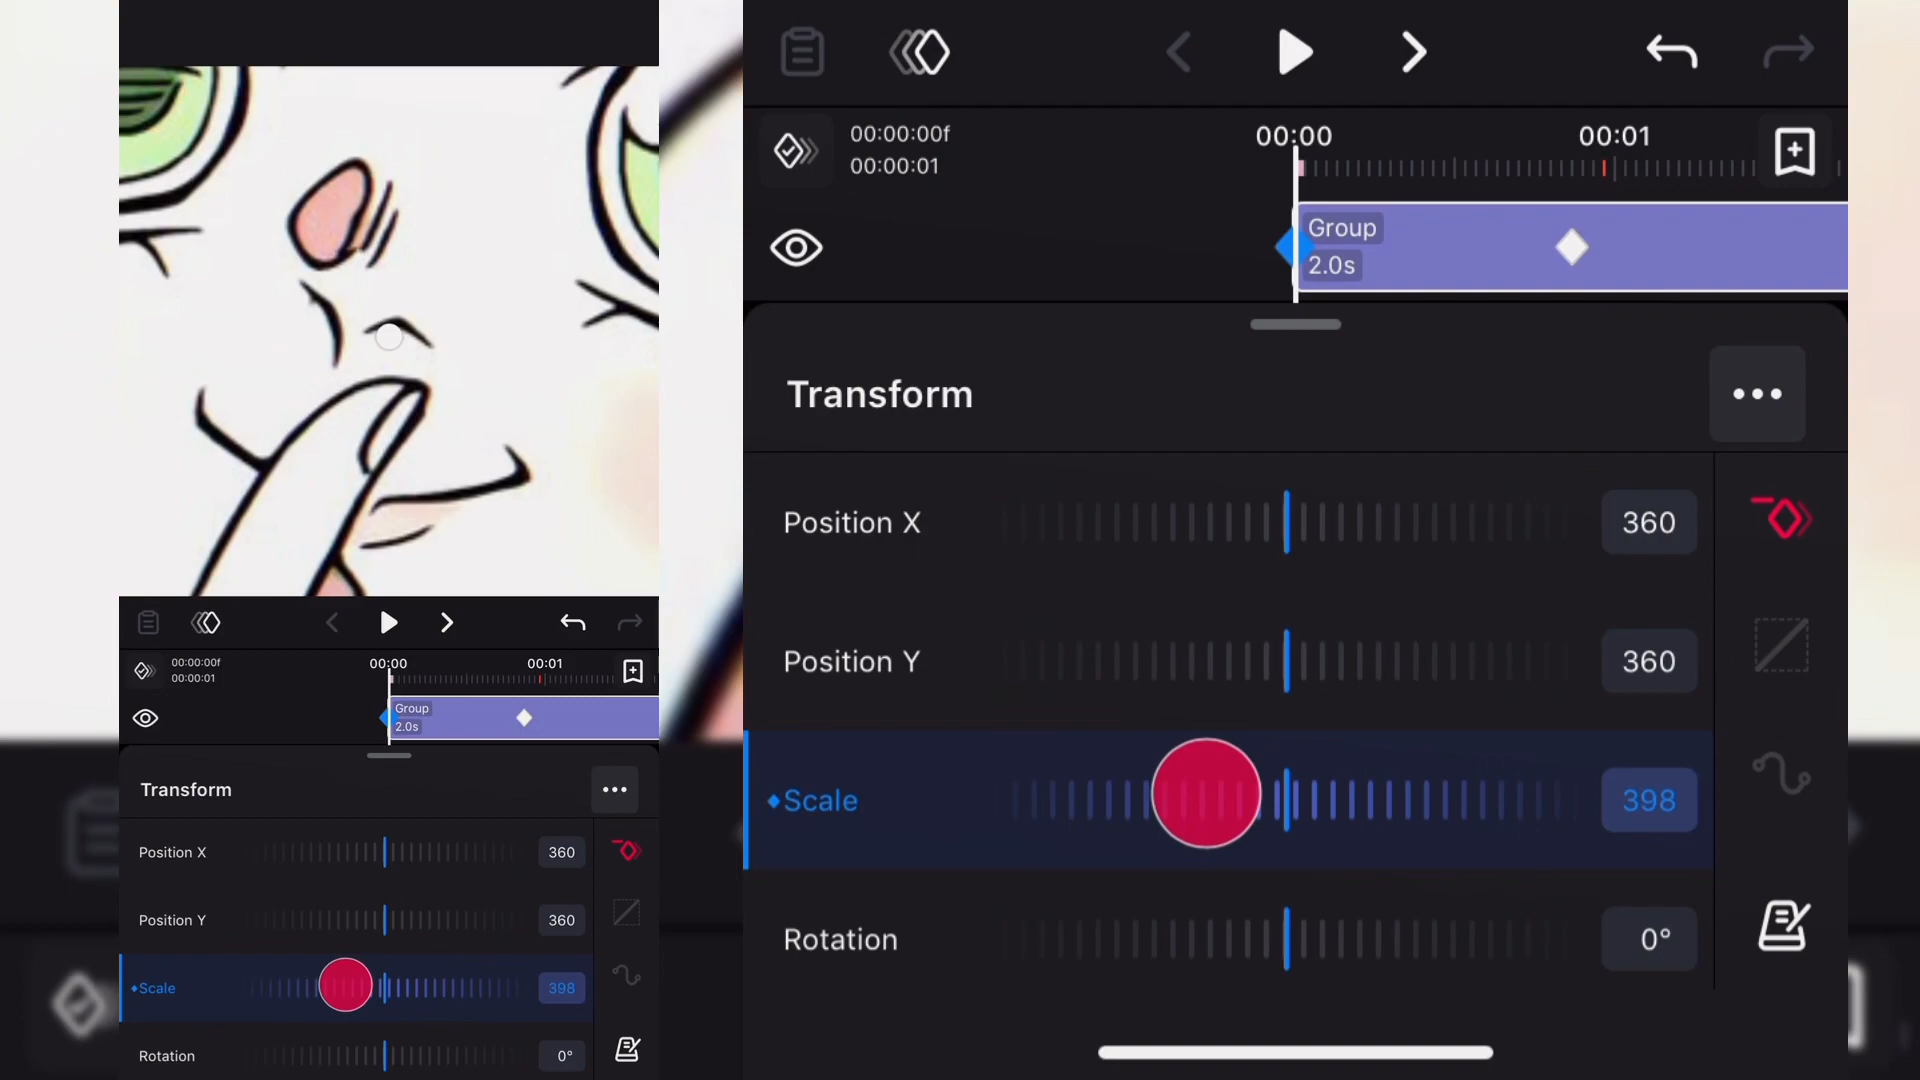 00:00:00f
00:00:01
00:00
00:01
Group
2.0s
Transform
Position X
360
Position Y
360
Scale
398
Rotation
0°
00:00:00f
00:00:01
00:00
00:01
Group
2.0s
Transform
Position X
360
Position Y
360
Scale
398
Rotation
0°